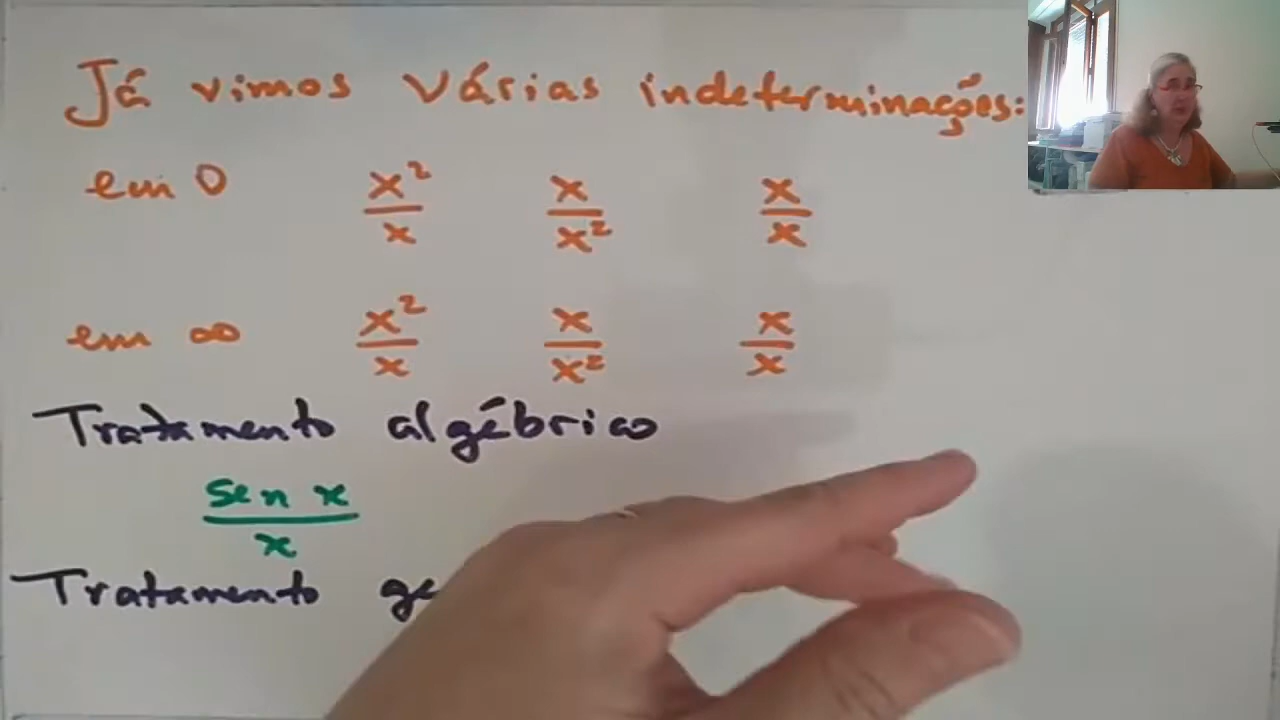 Já vimos várias indeterminações:
em 0 x²/x x/x² x/x
em ∞ x²/x x/x² x/x
Tratamento algébrico
sen x/x
Tratamento